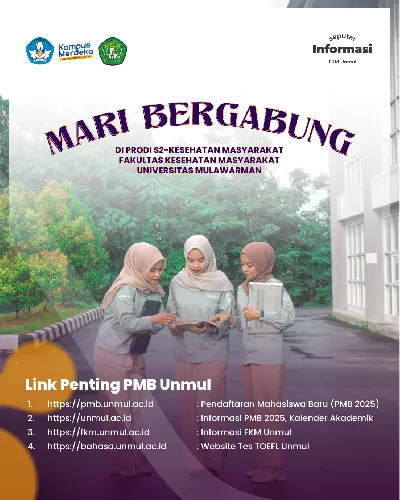 Kampus
Merdeka
seputar
Informasi
FKM Unmul
MARI BERGABUNG
DI PRODI S2-KESEHATAN MASYARAKAT
FAKULTAS KESEHATAN MASYARAKAT
UNIVERSITAS MULAWARMAN
Link Penting PMB Unmul
1. https://pmb.unmul.ac.id : Pendaftaran Mahasiswa Baru (PMB 2025)
2. https://unmul.ac.id : Informasi PMB 2025, Kalender Akademik
3. https://fkm.unmul.ac.id : Informasi FKM Unmul
4. https://bahasa.unmul.ac.id : Website Tes TOEFL Unmul